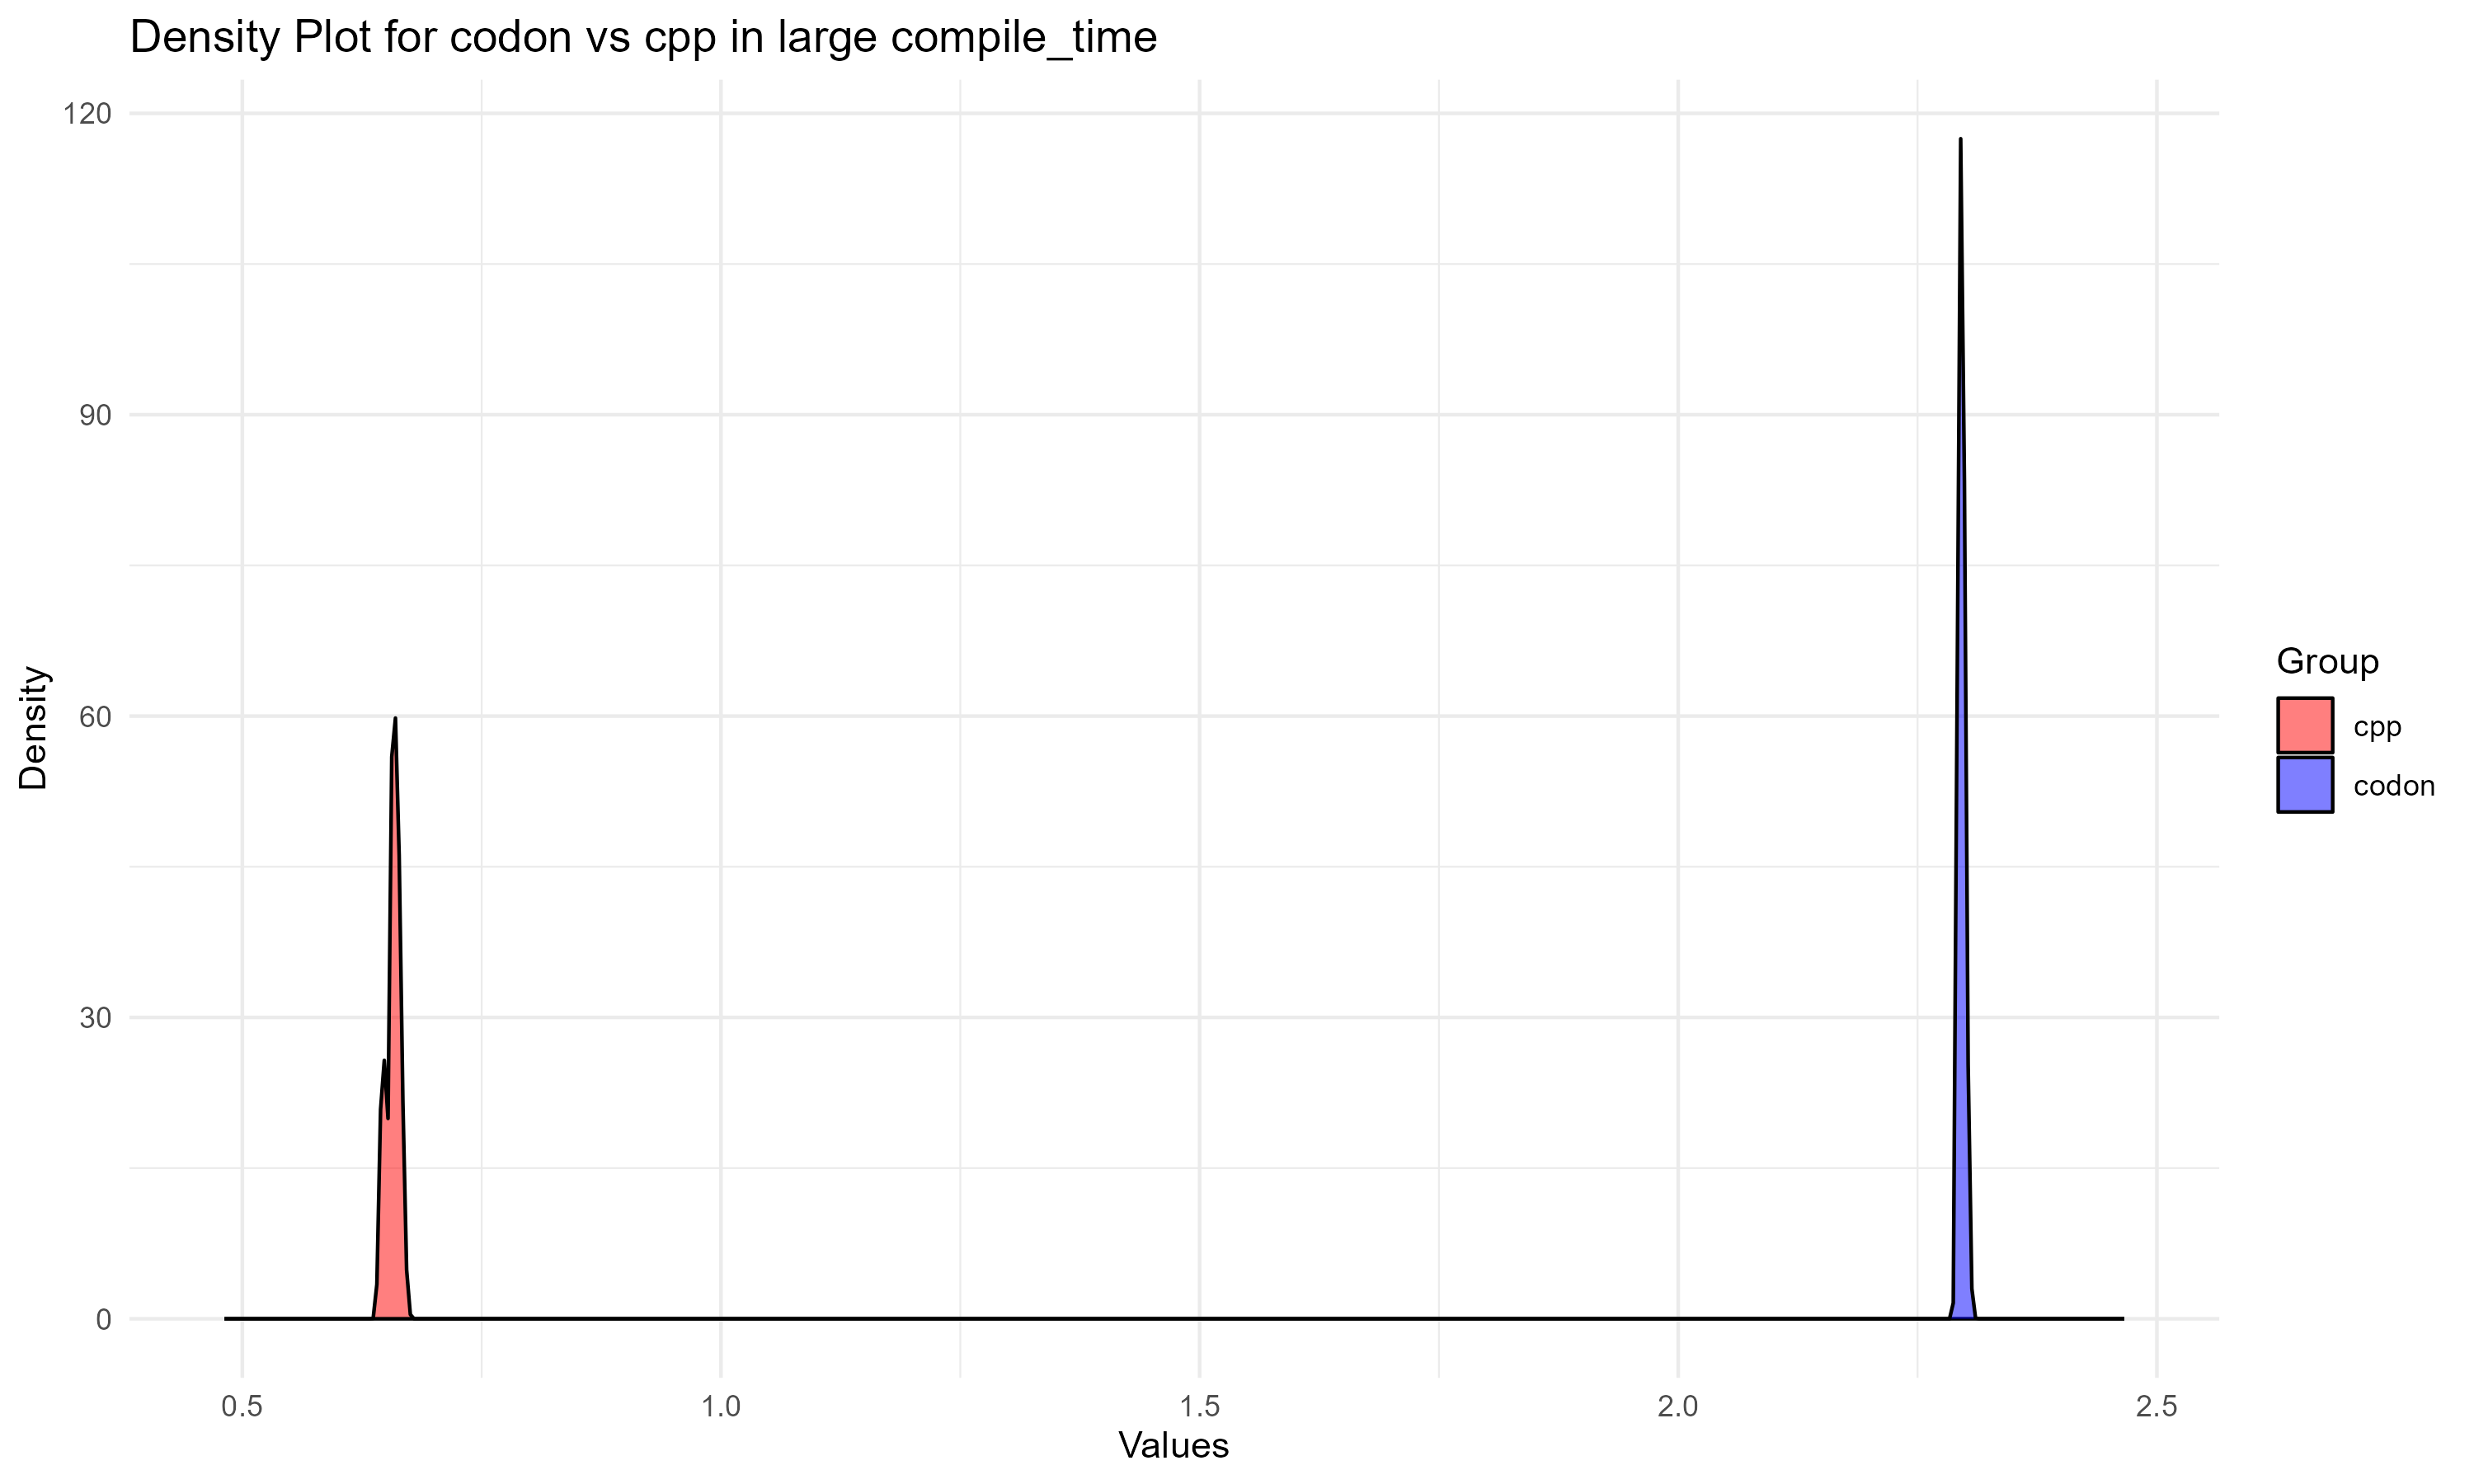 Density Plot for codon vs cpp in large compile_time
120
90
60
30
0
Density
0.5 1.0 1.5 2.0 2.5
Values
Group
cpp
codon